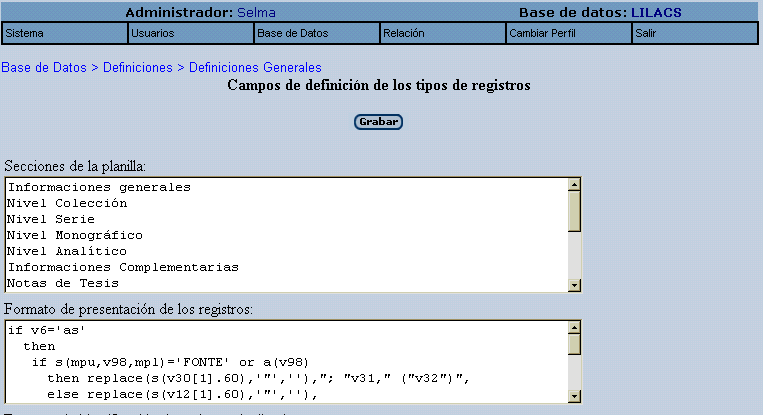 Administrador: Selma Base de datos: LILACS
Sistema Usuarios Base de Datos Relación Cambiar Perfil Salir
Base de Datos > Definiciones > Definiciones Generales
Campos de definición de los tipos de registros
Grabar
Secciones de la planilla:
Informaciones generales
Nivel Colección
Nivel Serie
Nivel Monográfico
Nivel Analítico
Informaciones Complementarias
Notas de Tesis
Formato de presentación de los registros:
if v6='as'
then
if s(mpu,v98,mpl)='FONTE' or a(v98)
then replace(s(v30[1].60),'"',''),"; "v31," ("v32")",
else replace(s(v12[1].60),'"',''),